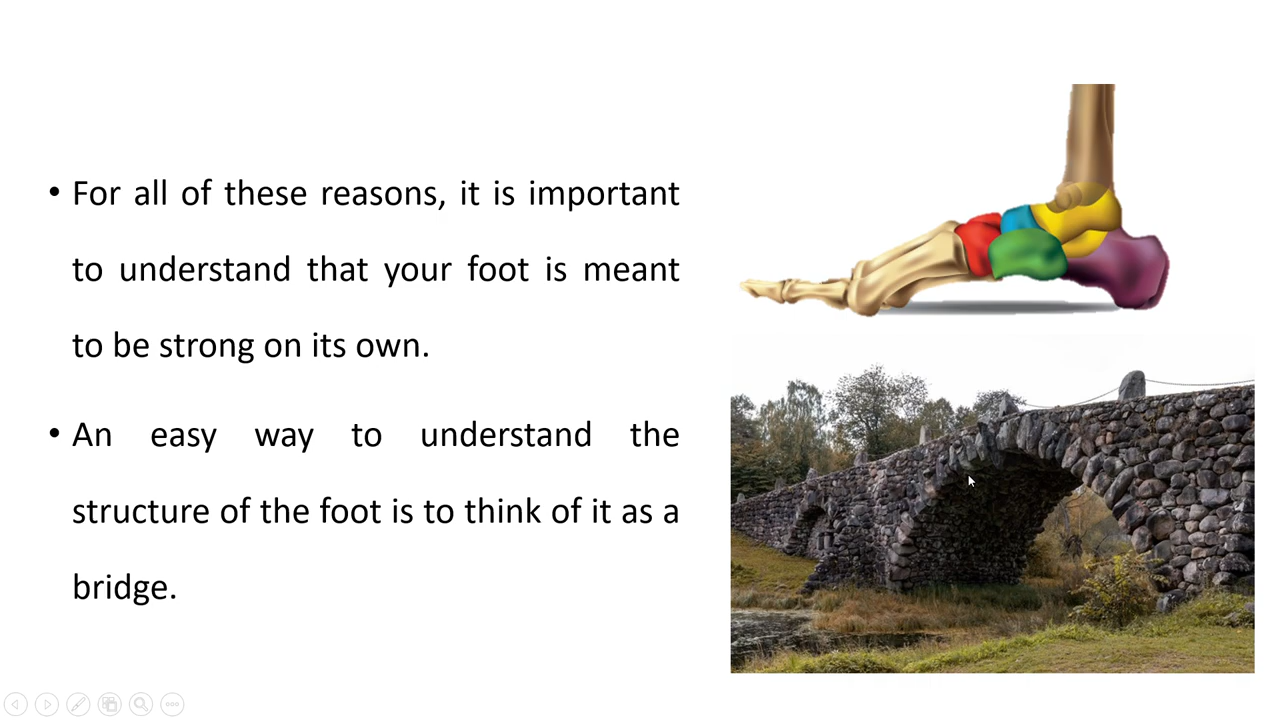 • For all of these reasons, it is important
to understand that your foot is meant
to be strong on its own.
• An easy way to understand the
structure of the foot is to think of it as a
bridge.